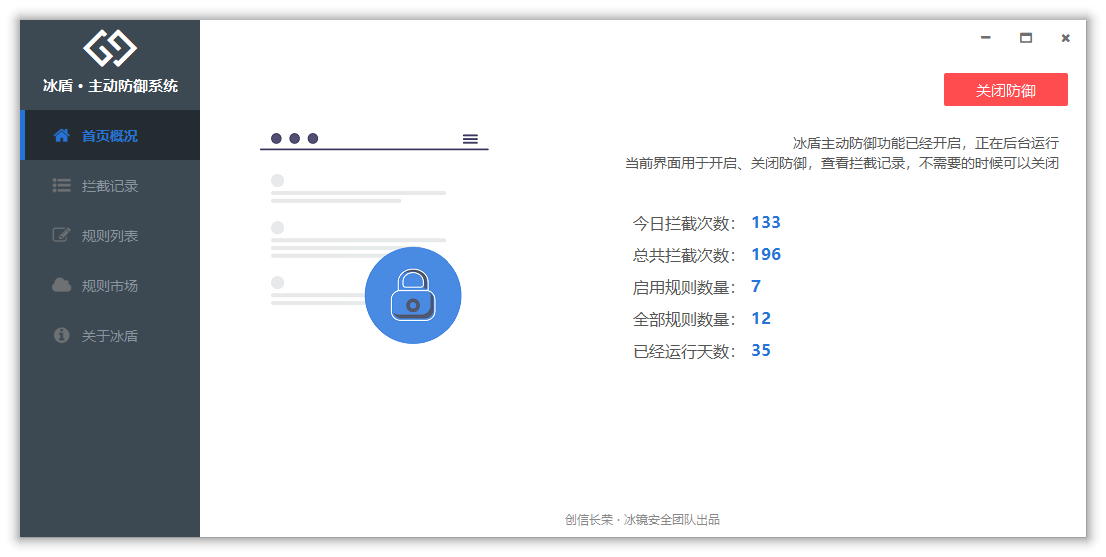 冰盾·主动防御系统
首页概况
拦截记录
规则列表
规则市场
关于冰盾
关闭防御
冰盾主动防御功能已经开启，正在后台运行
当前界面用于开启、关闭防御，查看拦截记录，不需要的时候可以关闭
今日拦截次数： 133
总共拦截次数： 196
启用规则数量： 7
全部规则数量： 12
已经运行天数： 35
创信长荣·冰镜安全团队出品